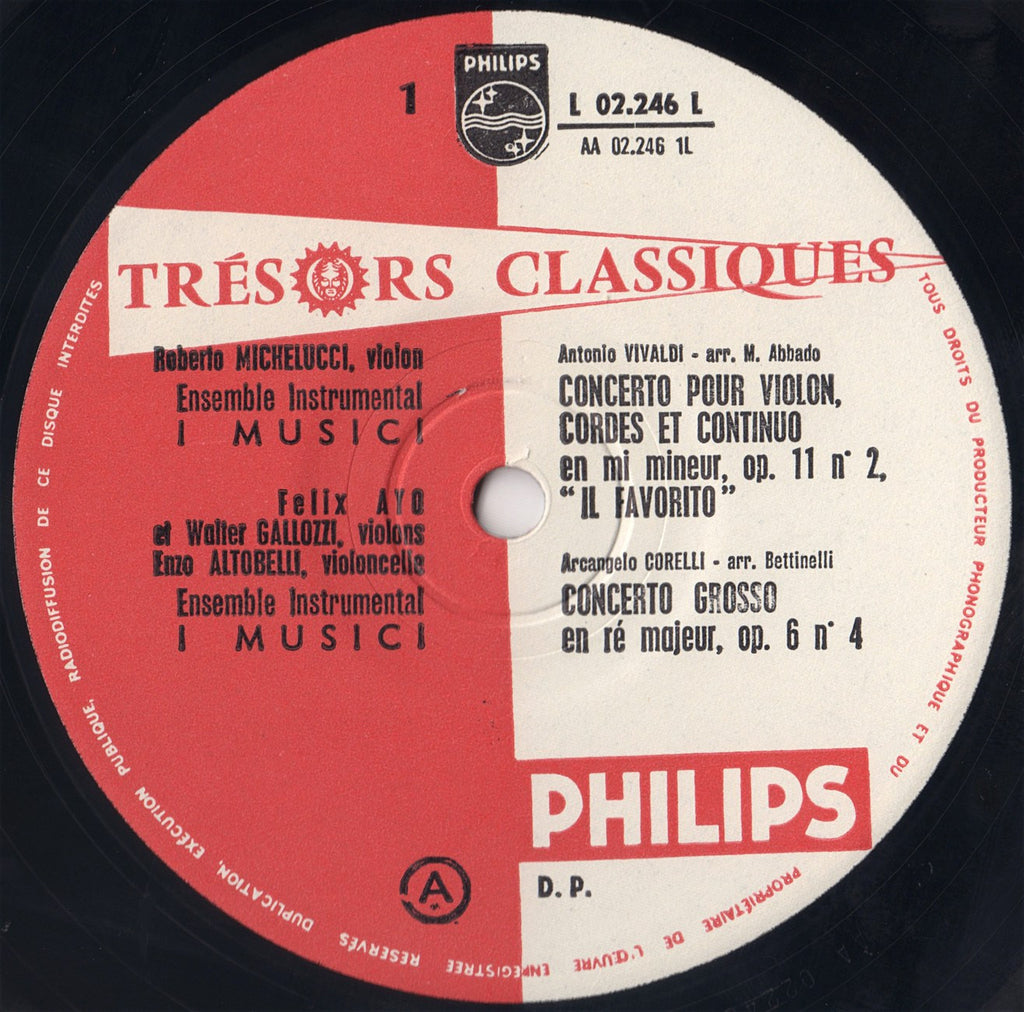 PHILIPS
1
L 02.246 L
AA 02.246 1L
TRÉSORS CLASSIQUES
Roberto MICHELUCCI, violon
Ensemble Instrumental
I MUSICI
Antonio VIVALDI - arr. M. Abbado
CONCERTO POUR VIOLON,
CORDES ET CONTINUO
en mi mineur, op. 11 n° 2,
“IL FAVORITO”
Felix AYO
et Walter GALLOZZI, violons
Enzo ALTOBELLI, violoncelle
Ensemble Instrumental
I MUSICI
Arcangelo CORELLI - arr. Bettinelli
CONCERTO GROSSO
en ré majeur, op. 6 n° 4
PHILIPS
D. P.
A
TOUS DROITS DU PRODUCTEUR PHONOGRAPHIQUE ET DU PROPRIÉTAIRE DE L'ŒUVRE ENREGISTREE RESERVÉS DUPLICATION, EXÉCUTION PUBLIQUE, RADIODIFFUSION DE CE DISQUE INTERDITES